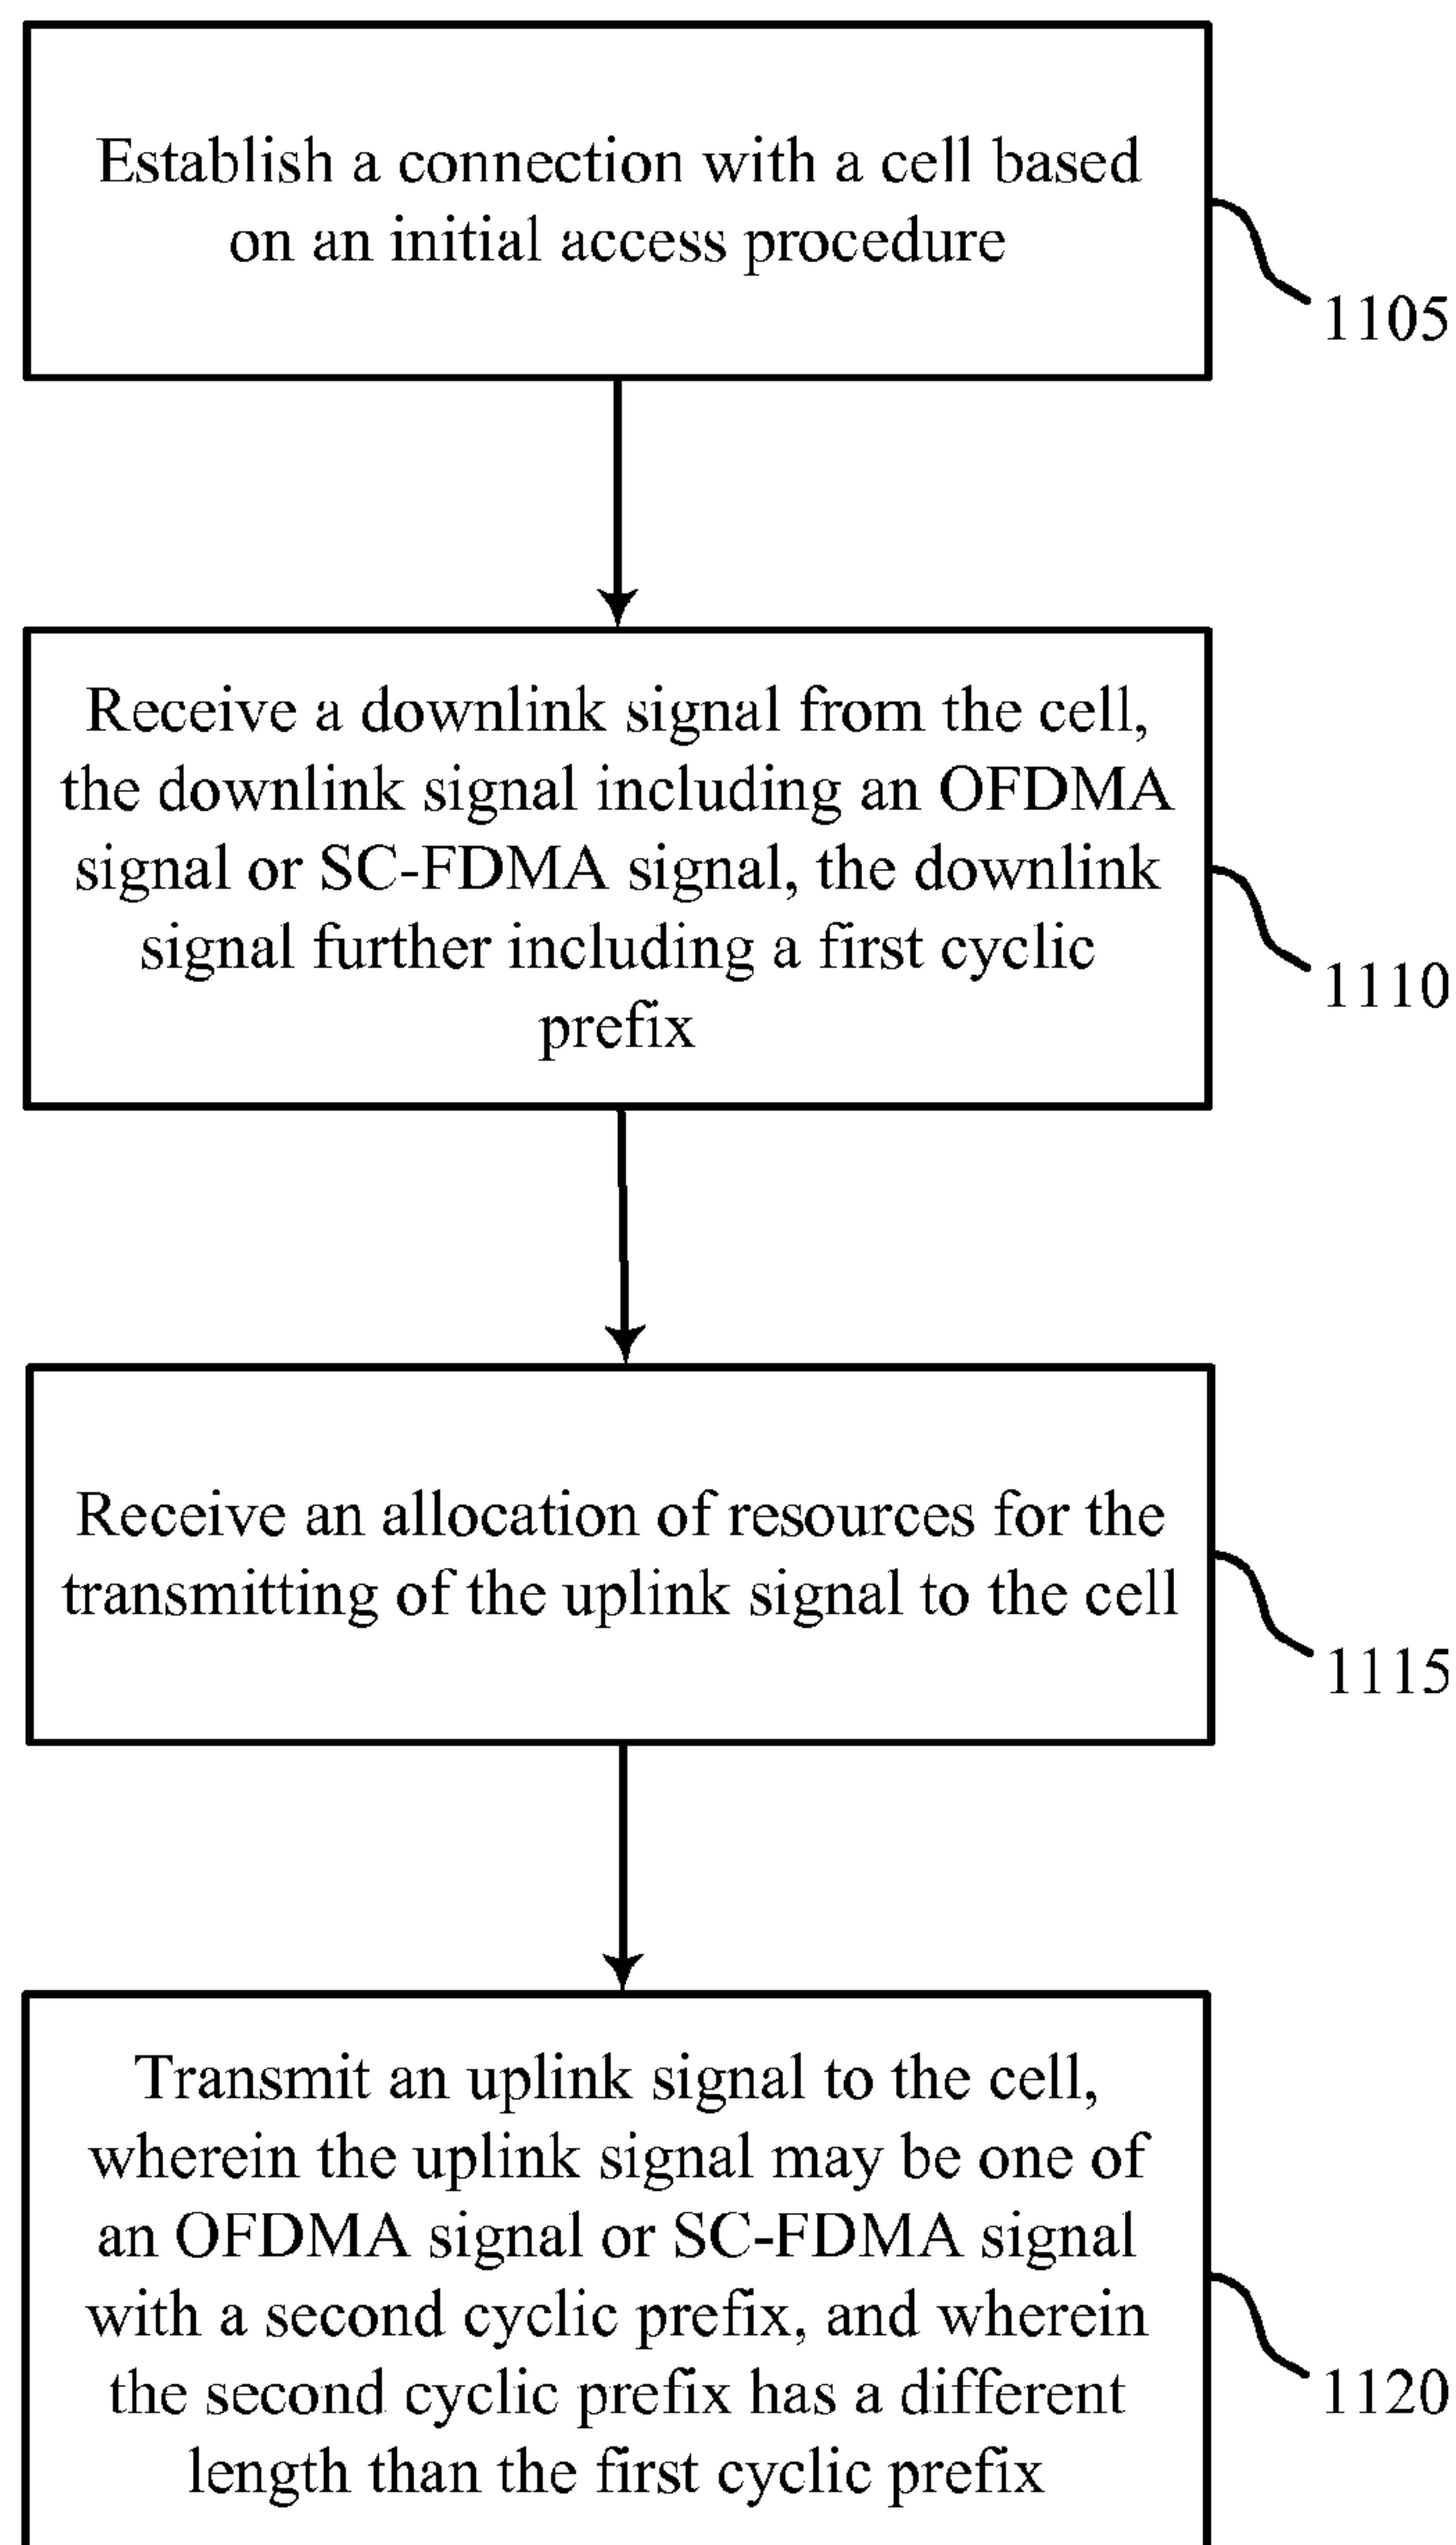 Establish a connection with a cell based
on an initial access procedure
1105
Receive a downlink signal from the cell,
the downlink signal including an OFDMA
signal or SC-FDMA signal, the downlink
signal further including a first cyclic
prefix
1110
Receive an allocation of resources for the
transmitting of the uplink signal to the cell
1115
Transmit an uplink signal to the cell,
wherein the uplink signal may be one of
an OFDMA signal or SC-FDMA signal
with a second cyclic prefix, and wherein
the second cyclic prefix has a different
length than the first cyclic prefix
1120